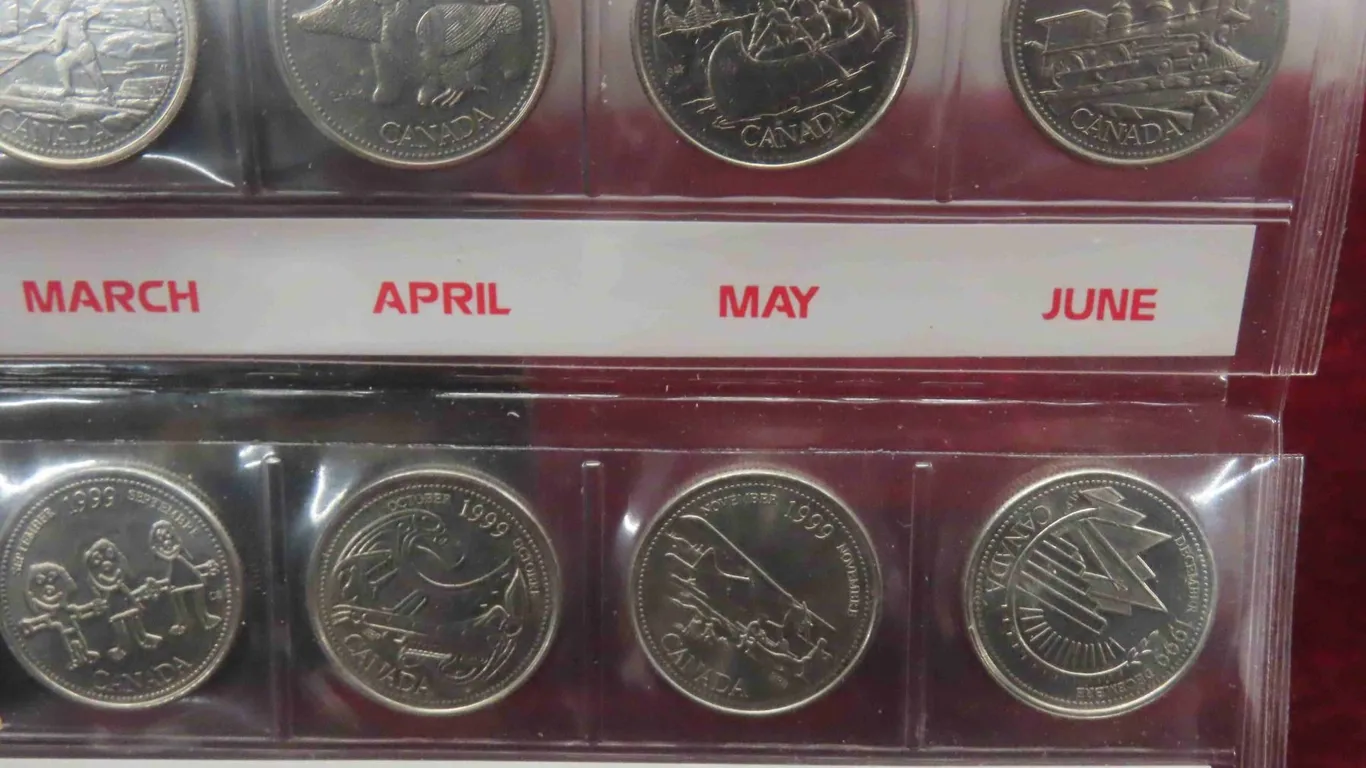 CANADA
CANADA
CANADA
CANADA
MARCH
APRIL
MAY
JUNE
SEPTEMBER 1999 SEPTEMBRE
CANADA
OCTOBER 1999 OCTOBRE
CANADA
NOVEMBER 1999 NOVEMBRE
CANADA
CANADA
DECEMBER 1999 DECEMBRE